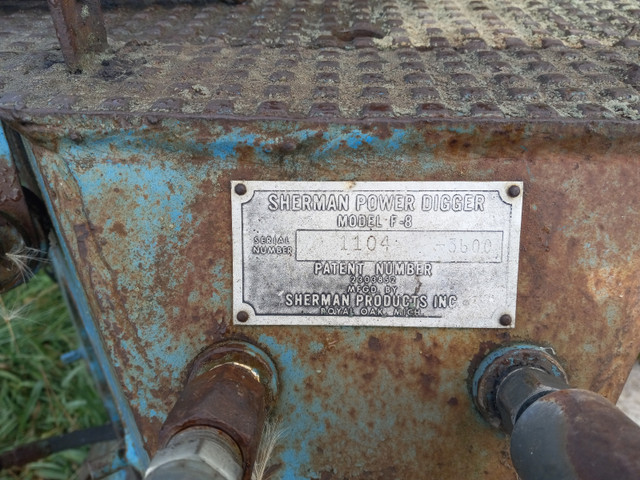 SHERMAN POWER DIGGER
MODEL F-8
SERIAL NUMBER 1104 -3600
PATENT NUMBER
2303852
MFGD BY
SHERMAN PRODUCTS INC
ROYAL OAK, MICH